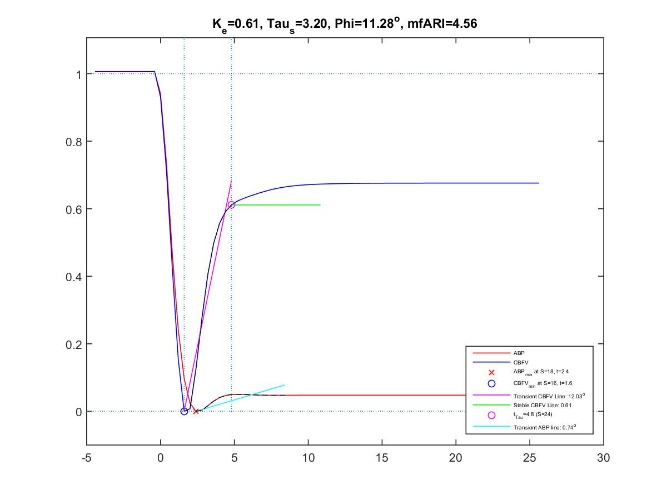 K_e=0.61, Tau_s=3.20, Phi=11.28°, mfARI=4.56
1
0.8
0.6
0.4
0.2
0
-5 0 5 10 15 20 25 30
ABP
CBFV
ABP_min at S=18, t=2.4
CBFV_min at S=16, t=1.6
Transient CBFV Line: 12.03°
Stable CBFV Line: 0.61
t_Tau=4.8 (S=24)
Transient ABP line: 0.74°